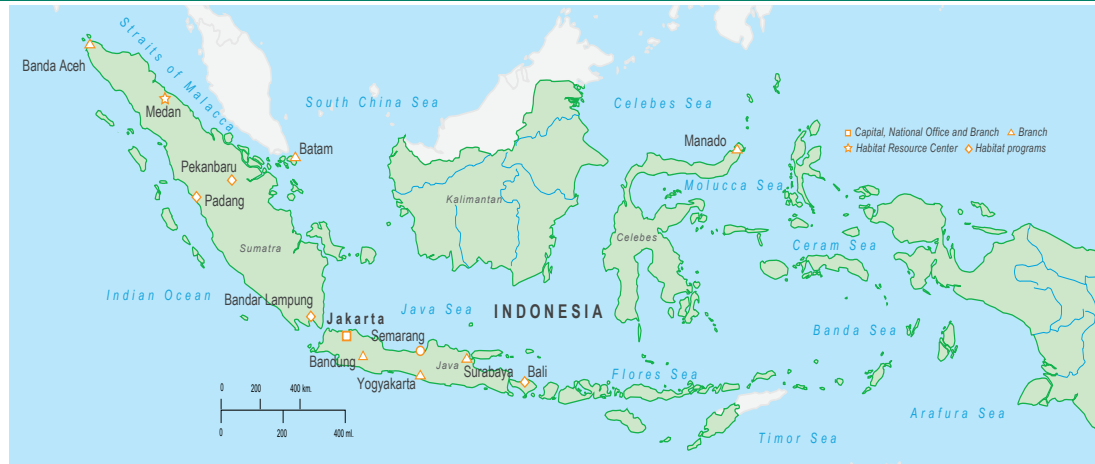 Straits of Malacca
Banda Aceh
South China Sea
Celebes Sea
Medan
Capital, National Office and Branch
Branch
Habitat Resource Center
Habitat programs
Batam
Manado
Pekanbaru
Molucca Sea
Padang
Kalimantan
Sumatra
Celebes
Ceram Sea
Indian Ocean
Bandar Lampung
Java Sea
INDONESIA
Jakarta
Semarang
Banda Sea
Bandung
Java
Surabaya
Bali
Flores Sea
Yogyakarta
0 200 400 km.
Arafura Sea
0 200 400 mi.
Timor Sea